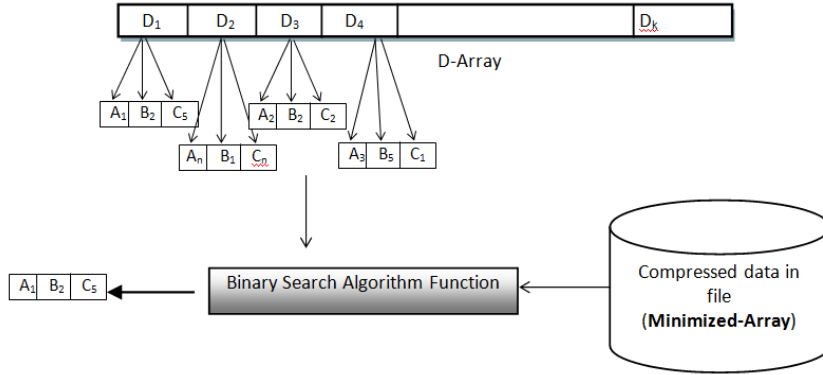 D₁ D₂ D₃ D₄ Dk
D-Array
A₁ B₂ C₅
A₂ B₂ C₂
Aₙ B₁ Cₙ
A₃ B₅ C₁
Binary Search Algorithm Function
A₁ B₂ C₅
Compressed data in
file
(Minimized-Array)